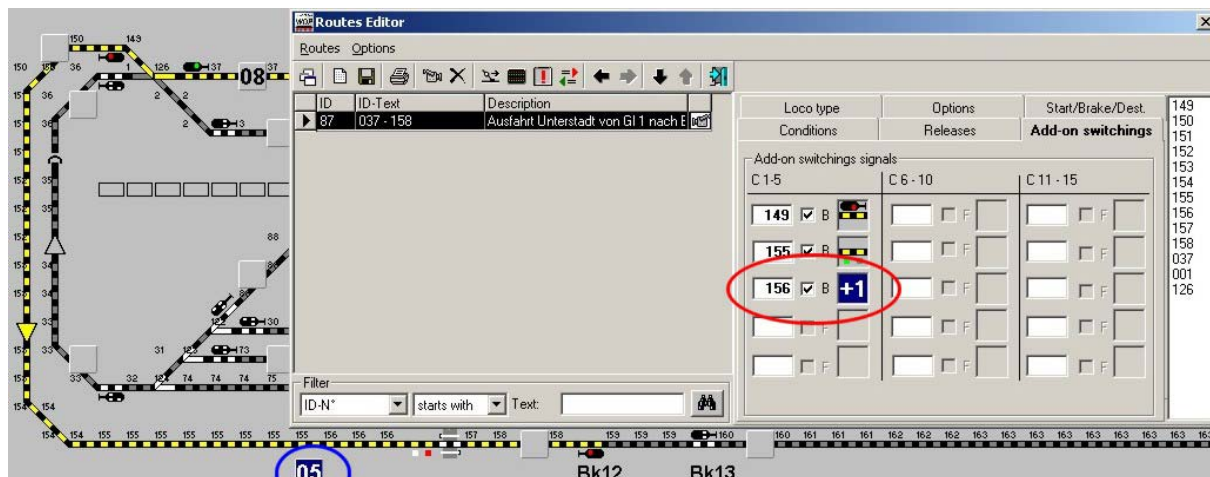 150 149
Routes Editor
Routes Options
150 36 1 126 37 08 37
ID ID-Text Description
87 037 - 158 Ausfahrt Unterstadt von Gl 1 nach E
Loco type Options Start/Brake/Dest.
Conditions Releases Add-on switchings
Add-on switchings signals
C 1-5 C 6 - 10 C 11 - 15
149 B F F
155 B F F
156 B +1 F F
F F F
F F F
149
150
151
152
153
154
155
156
157
158
037
001
126
36 2 2
2 3
88
30
31 73
33 32 74 74 74 75
Filter
ID-N° starts with Text:
154 154
154 154 155 155 155 155 155 155 155 156 156 156 157 158 158 159 159 159 160 160 161 161 162 162 162 163 163 163 163 163 163 163 163
05 Bk12 Bk13